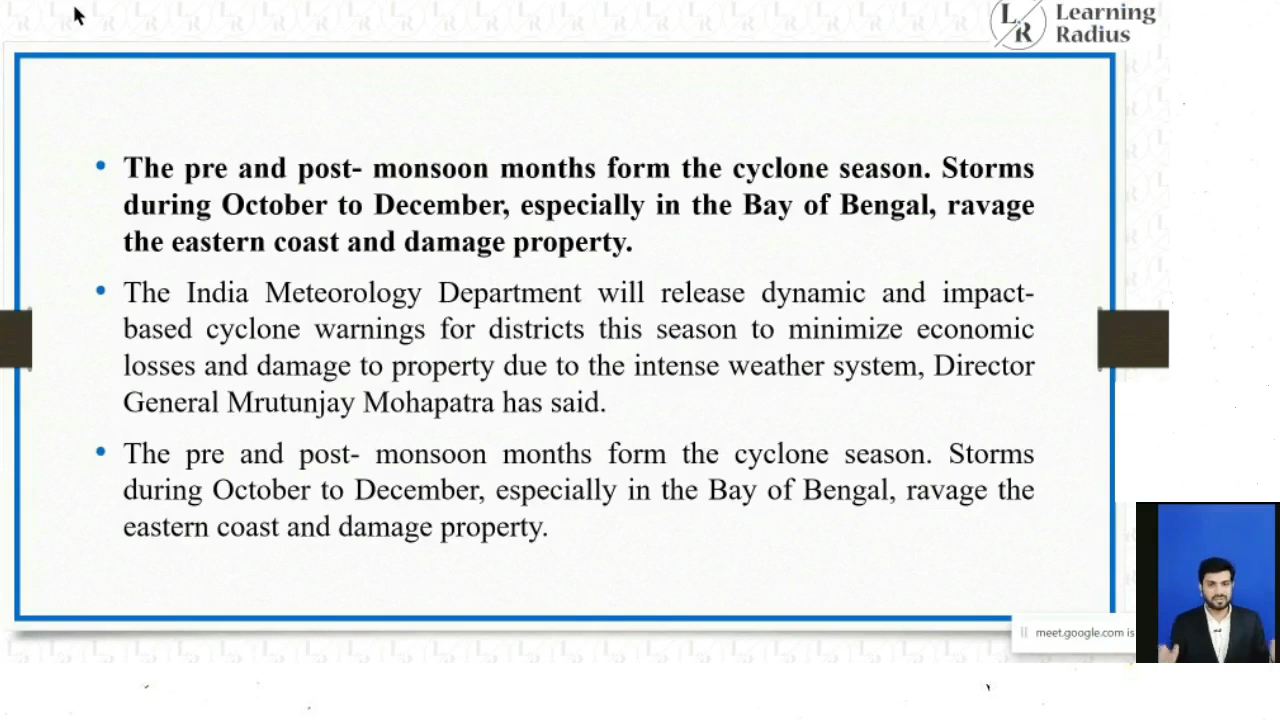 L
R
Learning
Radius
• The pre and post- monsoon months form the cyclone season. Storms
during October to December, especially in the Bay of Bengal, ravage
the eastern coast and damage property.
• The India Meteorology Department will release dynamic and impact-
based cyclone warnings for districts this season to minimize economic
losses and damage to property due to the intense weather system, Director
General Mrutunjay Mohapatra has said.
• The pre and post- monsoon months form the cyclone season. Storms
during October to December, especially in the Bay of Bengal, ravage the
eastern coast and damage property.
meet.google.com is